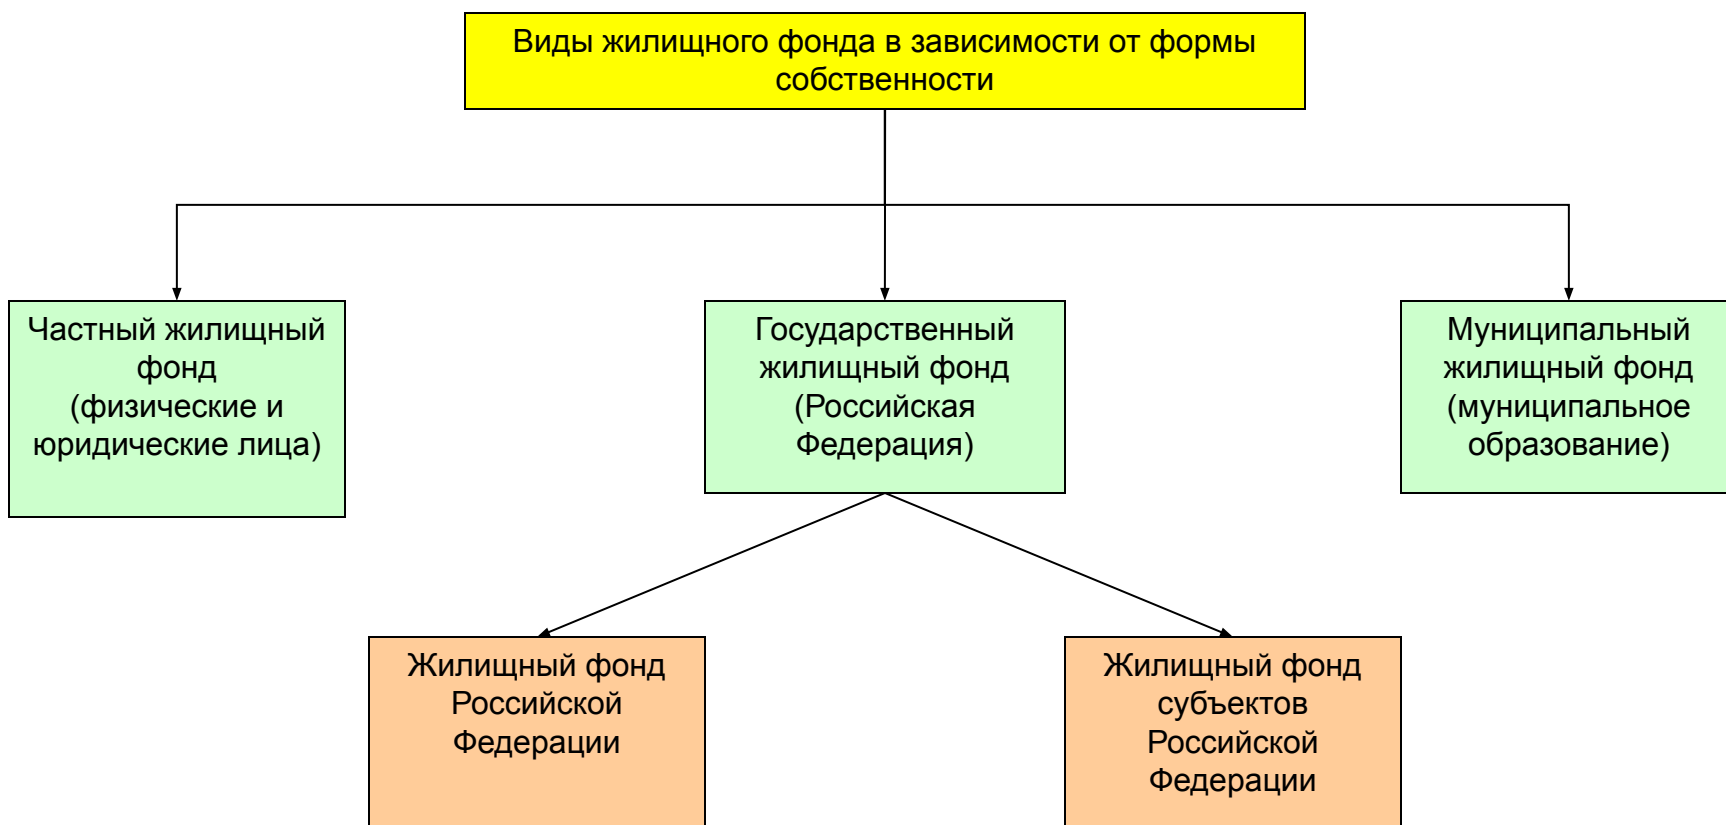 Виды жилищного фонда в зависимости от формы
собственности
Частный жилищный
фонд
(физические и
юридические лица)
Государственный
жилищный фонд
(Российская
Федерация)
Муниципальный
жилищный фонд
(муниципальное
образование)
Жилищный фонд
Российской
Федерации
Жилищный фонд
субъектов
Российской
Федерации